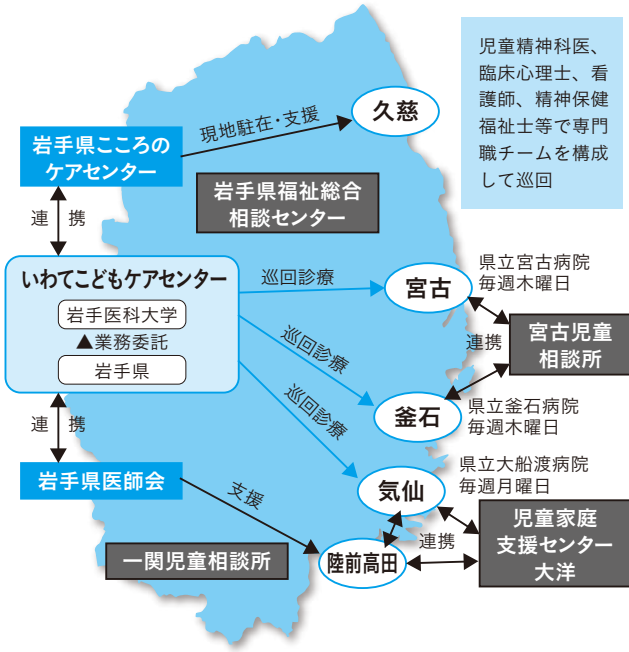 児童精神科医、
臨床心理士、看
護師、精神保健
福祉士等で専門
職チームを構成
して巡回
久慈
現地駐在・支援
岩手県こころの
ケアセンター
岩手県福祉総合
相談センター
連 携
いわてこどもケアセンター
岩手医科大学
▲業務委託
岩手県
巡回診療
宮古
県立宮古病院
毎週木曜日
連携
宮古児童
相談所
巡回診療
釜石
県立釜石病院
毎週木曜日
巡回診療
連 携
岩手県医師会
気仙
県立大船渡病院
毎週月曜日
支援
児童家庭
支援センター
大洋
連携
一関児童相談所
陸前高田